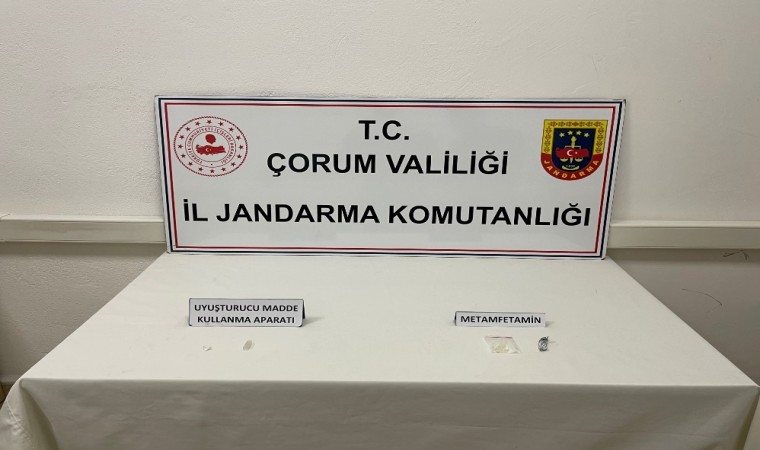 T.C.
ÇORUM VALİLİĞİ
İL JANDARMA KOMUTANLIĞI
JANDARMA
UYUŞTURUCU MADDE
KULLANMA APARATI
METAMFETAMİN